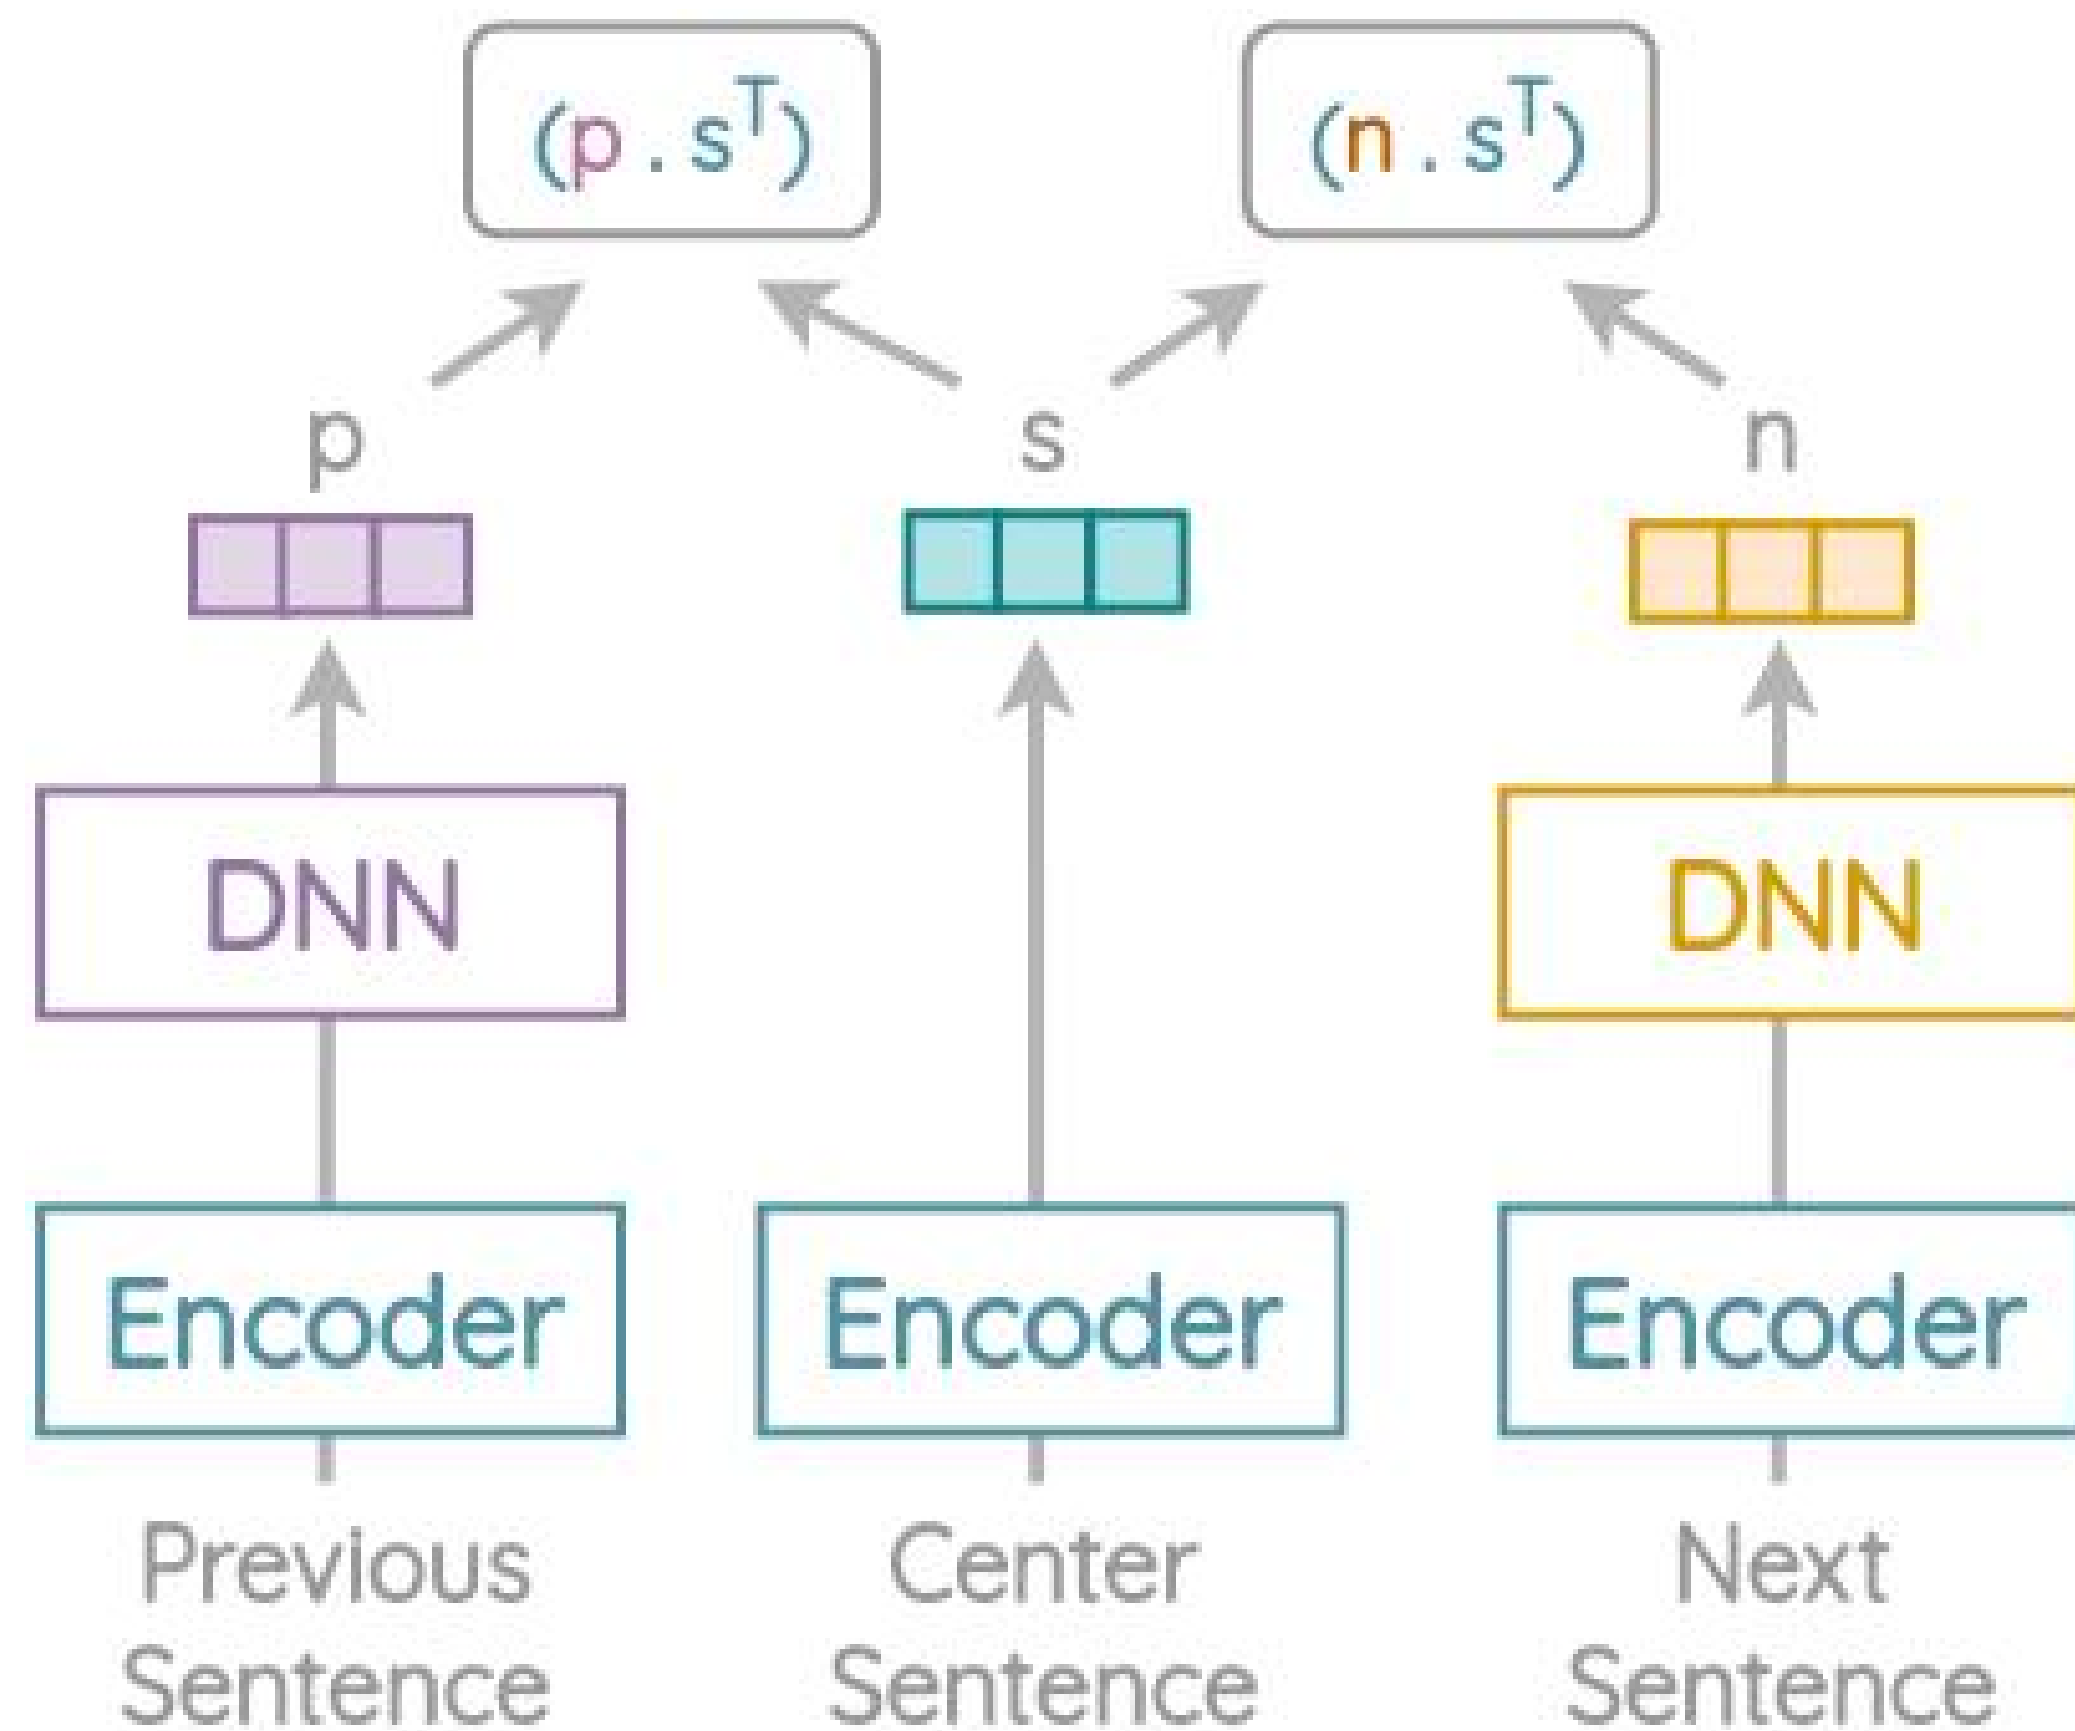 (p . sᵀ) (n . sᵀ)
p s n
DNN DNN
Encoder Encoder Encoder
Previous Center Next
Sentence Sentence Sentence